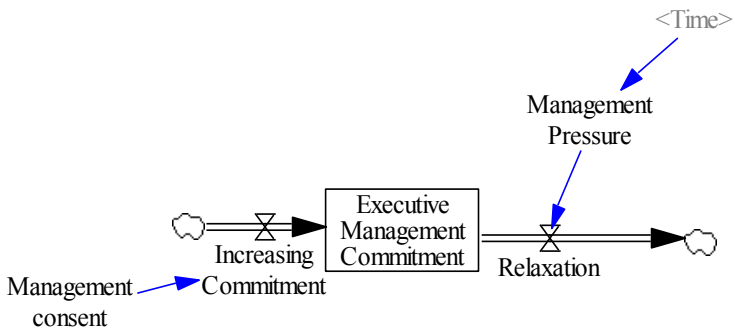 <Time>
Management
Pressure
Executive
Management
Commitment
Increasing
Commitment
Relaxation
Management
consent